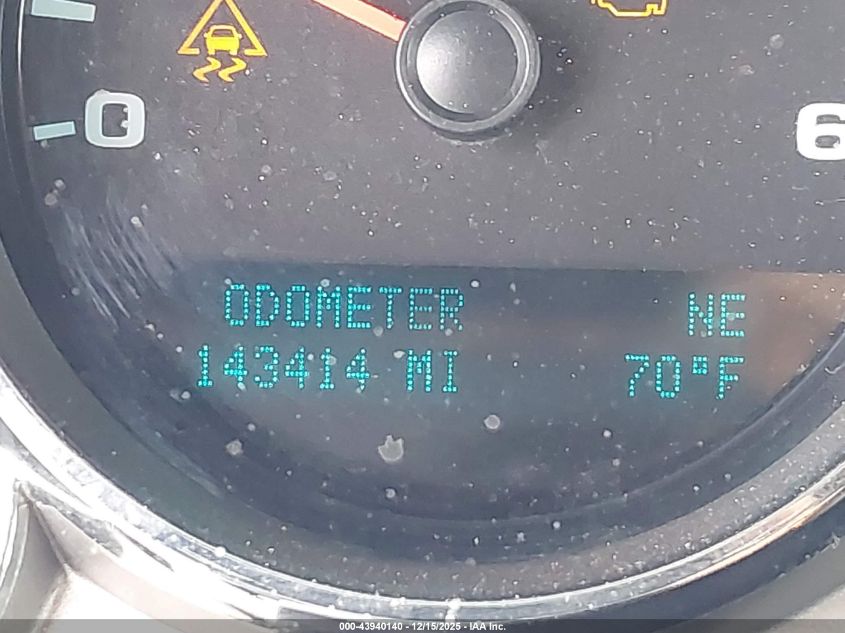 0
6
ODOMETER NE
143414 MI 70°F
000-43940140 - 12/15/2025 - IAA Inc.